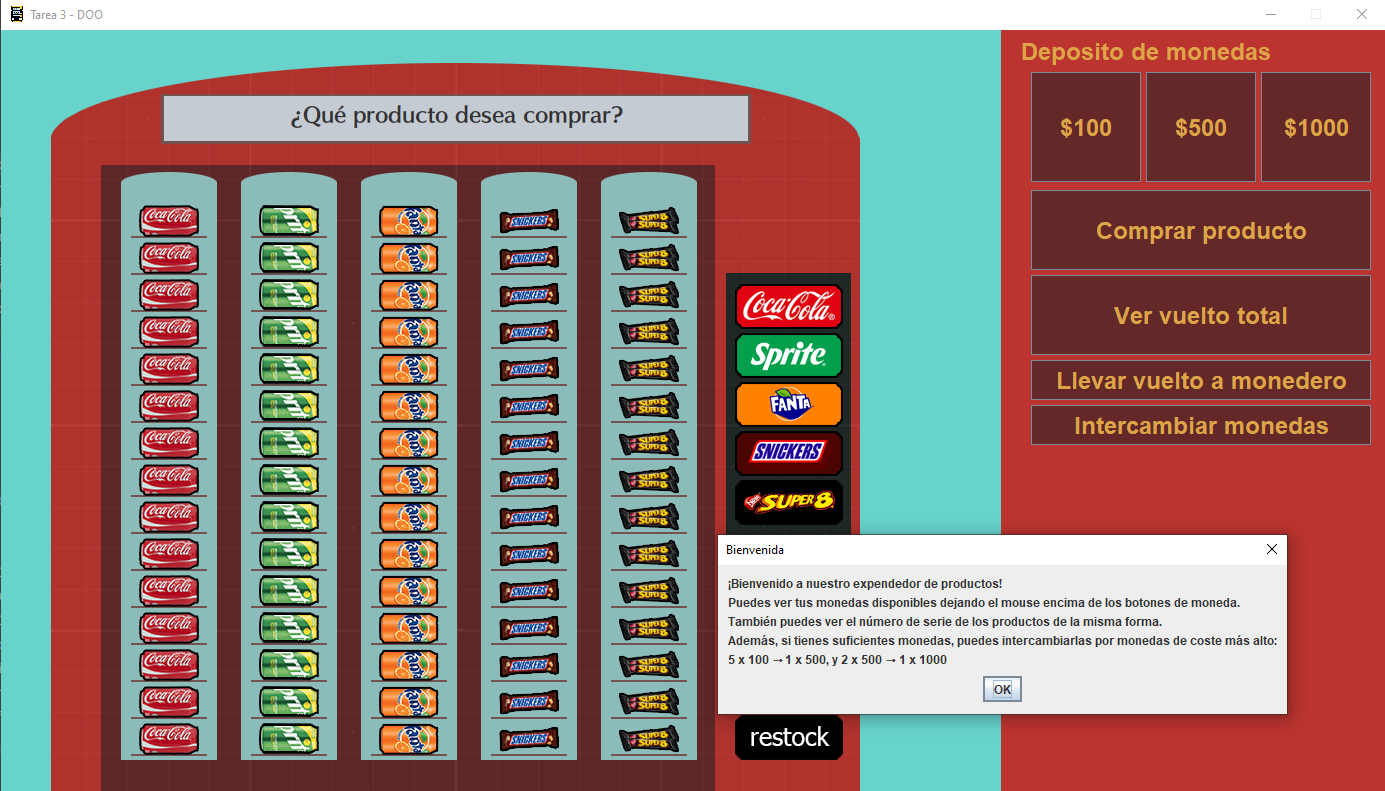 Tarea 3 - DOO
¿Qué producto desea comprar?
Coca-Cola
Sprite
FANTA
SNICKERS
SUPER 8
restock
Deposito de monedas
$100 $500 $1000
Comprar producto
Ver vuelto total
Llevar vuelto a monedero
Intercambiar monedas
Bienvenida
¡Bienvenido a nuestro expendedor de productos!
Puedes ver tus monedas disponibles dejando el mouse encima de los botones de moneda.
También puedes ver el número de serie de los productos de la misma forma.
Además, si tienes suficientes monedas, puedes intercambiarlas por monedas de coste más alto:
5 x 100 → 1 x 500, y 2 x 500 → 1 x 1000
OK